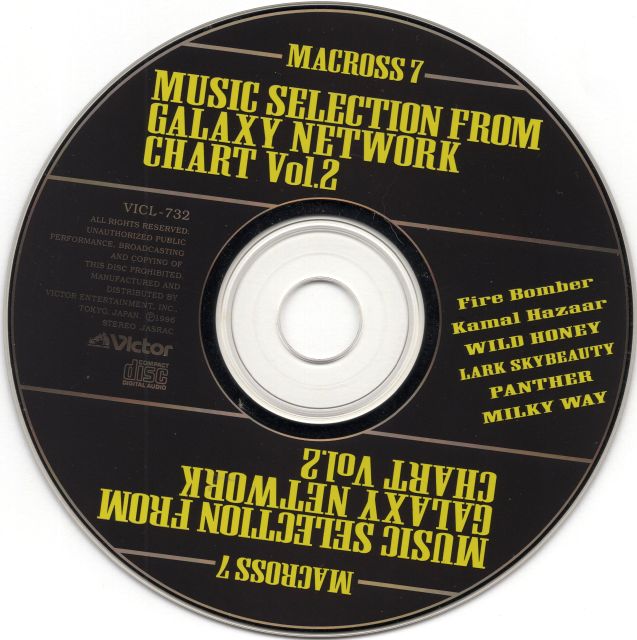 MACROSS 7
MUSIC SELECTION FROM
GALAXY NETWORK
CHART Vol.2
VICL-732
ALL RIGHTS RESERVED.
UNAUTHORIZED PUBLIC
PERFORMANCE, BROADCASTING
AND COPYING OF
THIS DISC PROHIBITED
MANUFACTURED AND
DISTRIBUTED BY
VICTOR ENTERTAINMENT, INC.,
TOKYO, JAPAN. Ⓟ1996
STEREO JASRAC
Victor
COMPACT
disc
DIGITAL AUDIO
Fire Bomber
Kamal Hazaar
WILD HONEY
LARK SKYBEAUTY
PANTHER
MILKY WAY
MACROSS 7
MUSIC SELECTION FROM
GALAXY NETWORK
CHART Vol.2